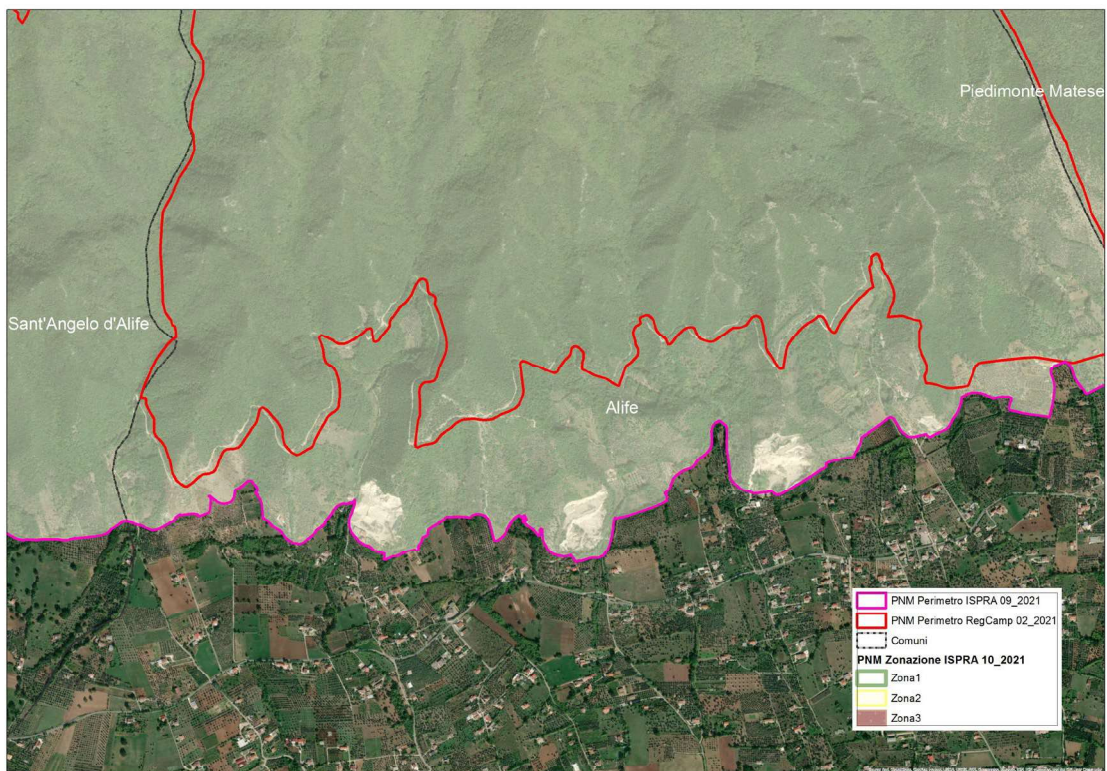 Piedimonte Matese
Sant'Angelo d'Alife
Alife
PNM Perimetro ISPRA 09_2021
PNM Perimetro RegCamp 02_2021
Comuni
PNM Zonazione ISPRA 10_2021
Zona1
Zona2
Zona3